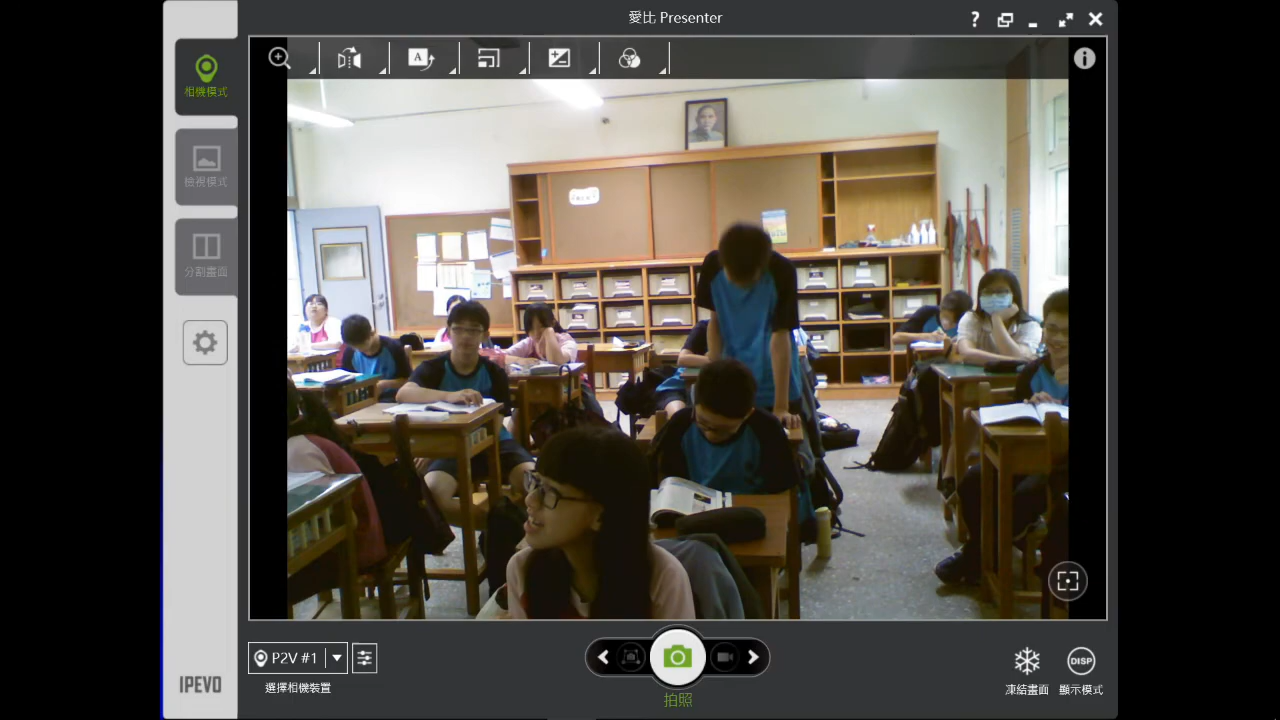 愛比 Presenter
?
A
相機模式
檢視模式
分割畫面
IPEVO
P2V #1
選擇相機裝置
拍照
DISP
凍結畫面
顯示模式